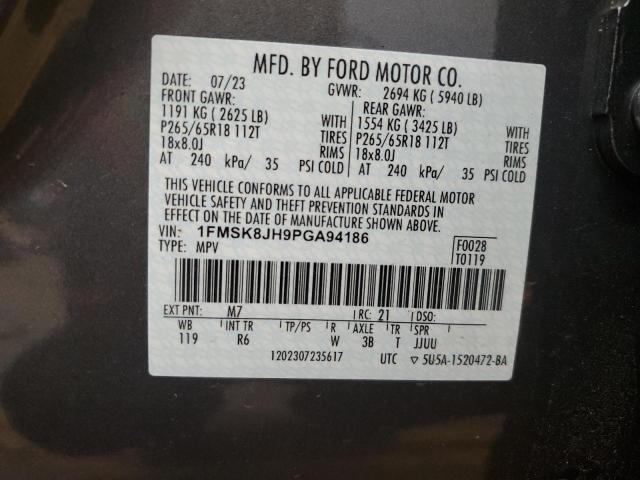 MFD. BY FORD MOTOR CO.
DATE: 07/23 GVWR: 2694 KG ( 5940 LB)
FRONT GAWR: REAR GAWR:
1191 KG ( 2625 LB) WITH 1554 KG ( 3425 LB) WITH
P265/65R18 112T TIRES P265/65R18 112T TIRES
18x8.0J RIMS 18x8.0J RIMS
AT 240 kPa/ 35 PSI COLD AT 240 kPa/ 35 PSI COLD
THIS VEHICLE CONFORMS TO ALL APPLICABLE FEDERAL MOTOR
VEHICLE SAFETY AND THEFT PREVENTION STANDARDS IN
EFFECT ON THE DATE OF MANUFACTURE SHOWN ABOVE.
VIN: 1FMSK8JH9PGA94186 F0028
TYPE: MPV T0119
EXT PNT: M7 RC: 21 DSO:
WB INT TR TP/PS R AXLE TR SPR
119 R6 W 3B T JJUU
1202307235617 UTC ▽ 5U5A-1520472-BA